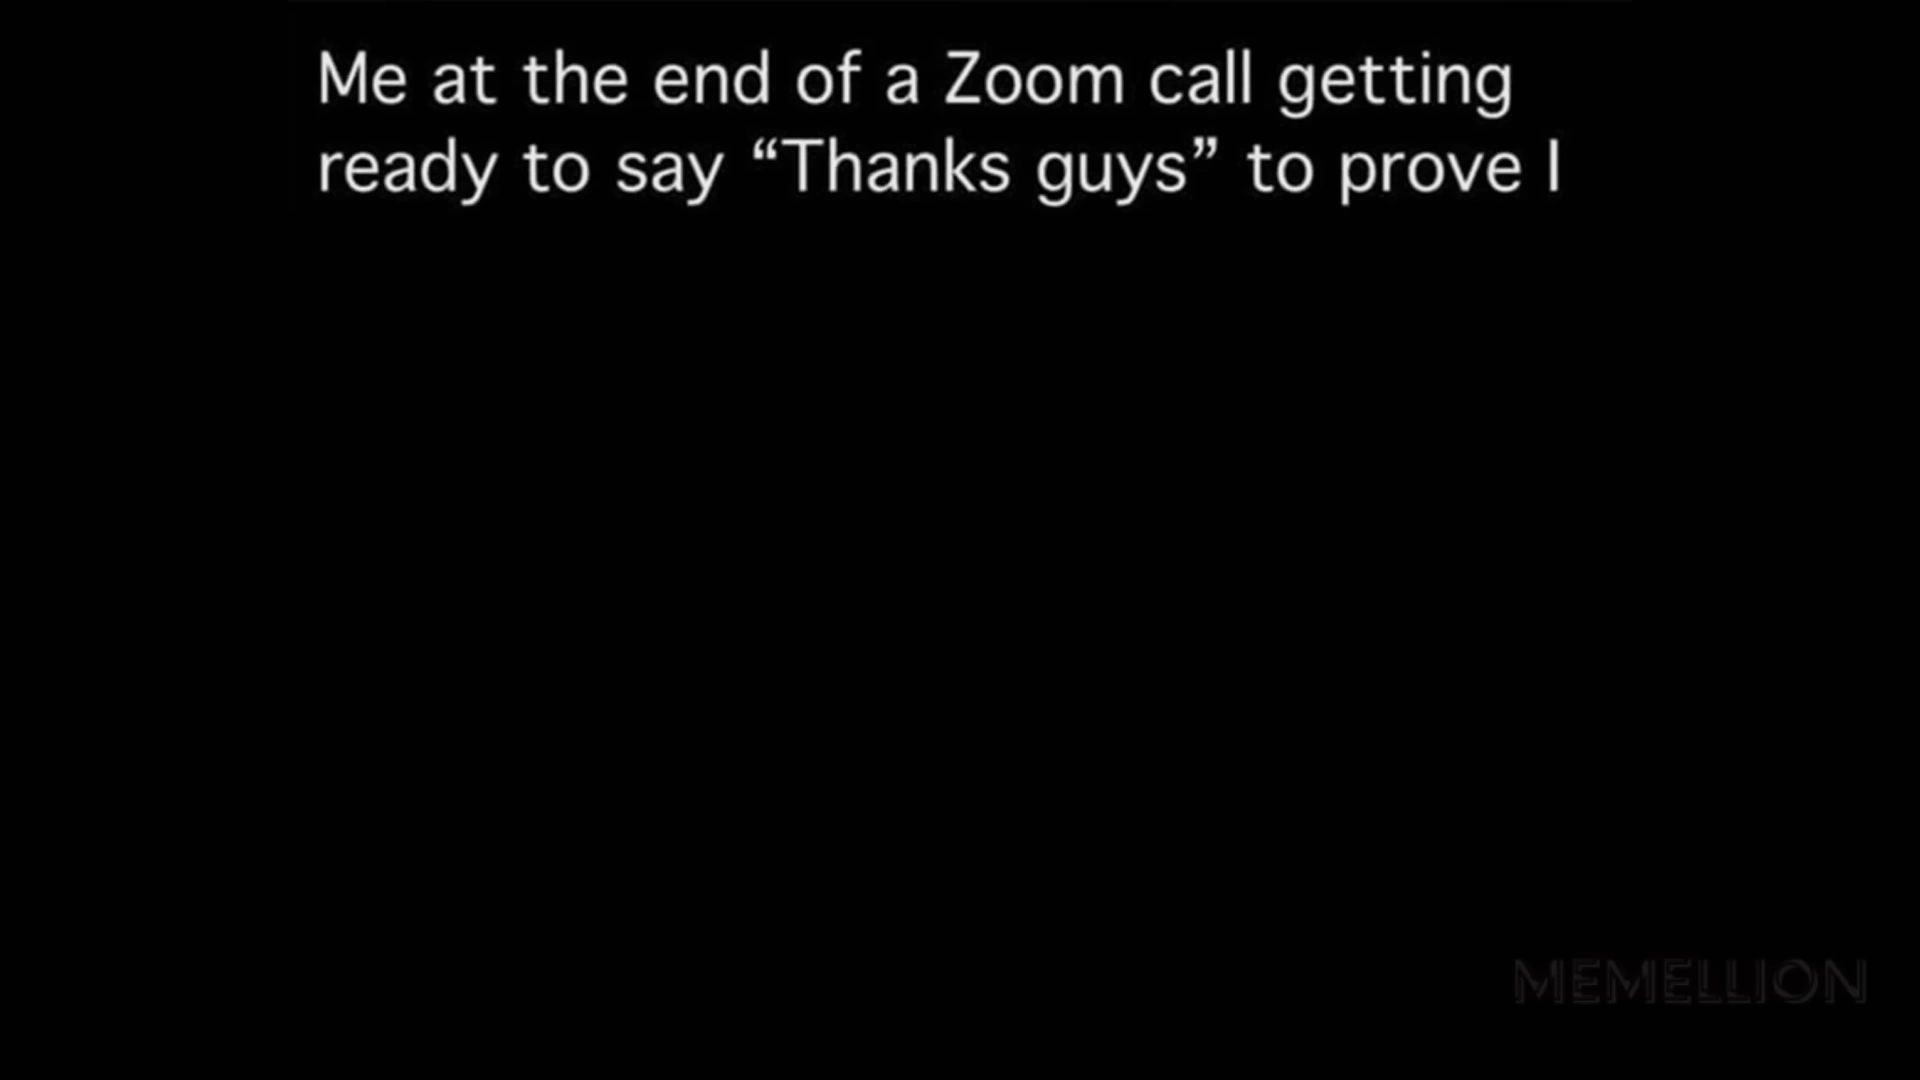 Me at the end of a Zoom call getting
ready to say “Thanks guys” to prove I
MEMELLION